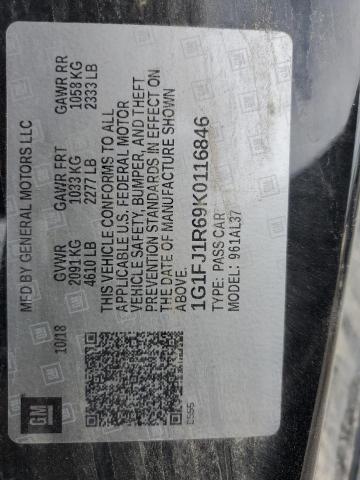 MFD BY GENERAL MOTORS LLC
10/18 GVWR GAWR FRT GAWR RR
2091 KG 1033 KG 1058 KG
4610 LB 2277 LB 2333 LB
THIS VEHICLE CONFORMS TO ALL
APPLICABLE U.S. FEDERAL MOTOR
VEHICLE SAFETY, BUMPER, AND THEFT
PREVENTION STANDARDS IN EFFECT ON
THE DATE OF MANUFACTURE SHOWN
ABOVE.
1G1FJ1R69K0116846
TYPE: PASS CAR
MODEL: 961AL37
GM